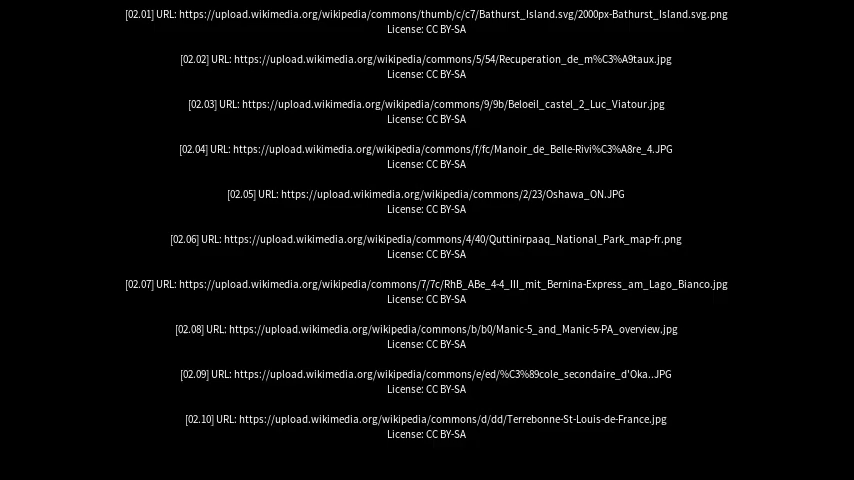 [02.01] URL: https://upload.wikimedia.org/wikipedia/commons/thumb/c/c7/Bathurst_Island.svg/2000px-Bathurst_Island.svg.png
License: CC BY-SA
[02.02] URL: https://upload.wikimedia.org/wikipedia/commons/5/54/Recuperation_de_m%C3%A9taux.jpg
License: CC BY-SA
[02.03] URL: https://upload.wikimedia.org/wikipedia/commons/9/9b/Beloeil_castel_2_Luc_Viatour.jpg
License: CC BY-SA
[02.04] URL: https://upload.wikimedia.org/wikipedia/commons/f/fc/Manoir_de_Belle-Rivi%C3%A8re_4.JPG
License: CC BY-SA
[02.05] URL: https://upload.wikimedia.org/wikipedia/commons/2/23/Oshawa_ON.JPG
License: CC BY-SA
[02.06] URL: https://upload.wikimedia.org/wikipedia/commons/4/40/Quttinirpaaq_National_Park_map-fr.png
License: CC BY-SA
[02.07] URL: https://upload.wikimedia.org/wikipedia/commons/7/7c/RhB_ABe_4-4_III_mit_Bernina-Express_am_Lago_Bianco.jpg
License: CC BY-SA
[02.08] URL: https://upload.wikimedia.org/wikipedia/commons/b/b0/Manic-5_and_Manic-5-PA_overview.jpg
License: CC BY-SA
[02.09] URL: https://upload.wikimedia.org/wikipedia/commons/e/ed/%C3%89cole_secondaire_d'Oka..JPG
License: CC BY-SA
[02.10] URL: https://upload.wikimedia.org/wikipedia/commons/d/dd/Terrebonne-St-Louis-de-France.jpg
License: CC BY-SA